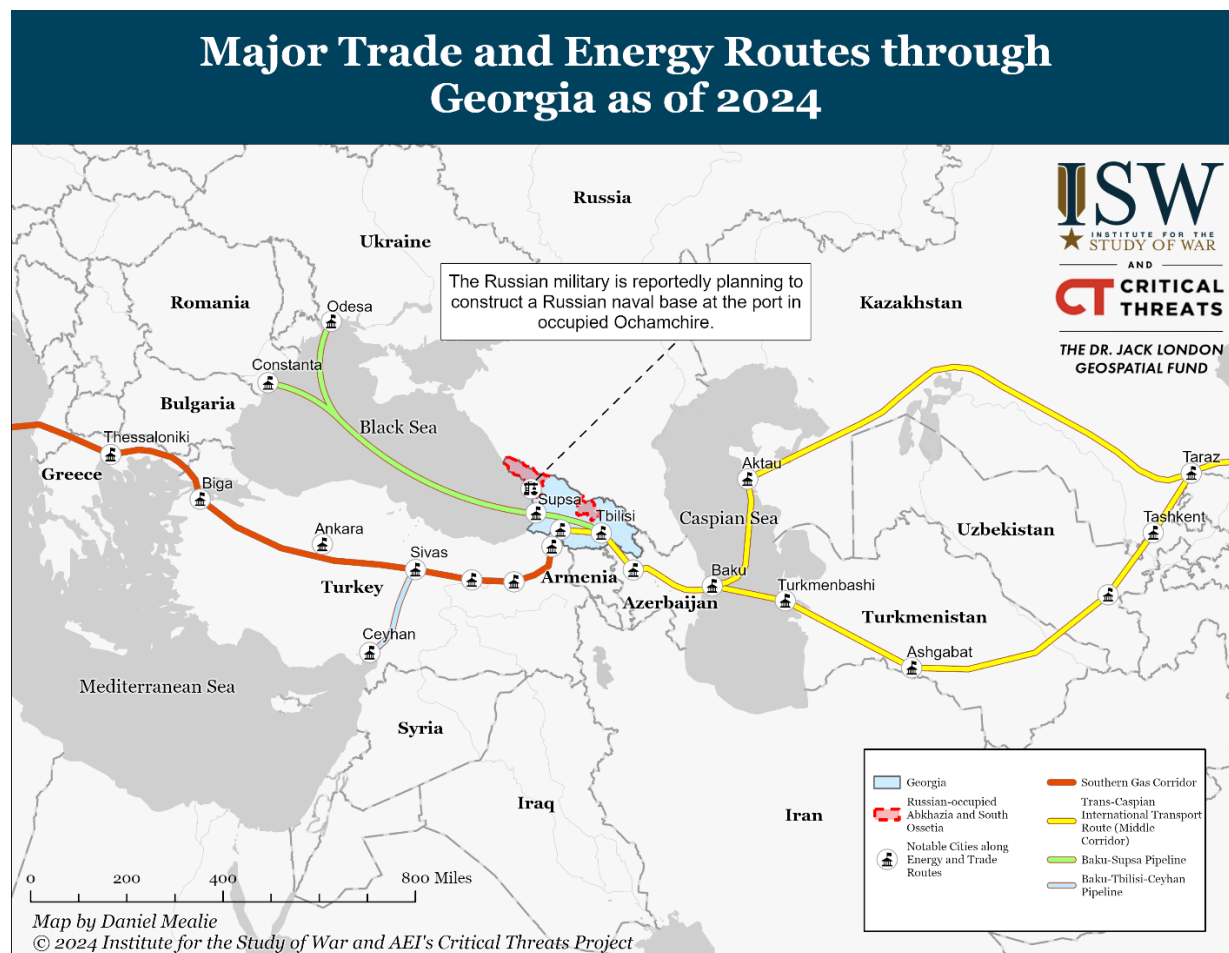 Major Trade and Energy Routes through
Georgia as of 2024
ISW
INSTITUTE FOR THE
STUDY OF WAR
AND
CT CRITICAL
THREATS
THE DR. JACK LONDON
GEOSPATIAL FUND
Russia
Ukraine
The Russian military is reportedly planning to
construct a Russian naval base at the port in
occupied Ochamchire.
Kazakhstan
Romania
Odesa
Constanta
Bulgaria
Black Sea
Thessaloniki
Greece
Biga
Ankara
Sivas
Turkey
Ceyhan
Mediterranean Sea
Supsa
Tbilisi
Armenia
Azerbaijan
Aktau
Caspian Sea
Baku
Turkmenbashi
Taraz
Tashkent
Uzbekistan
Turkmenistan
Ashgabat
Syria
Iraq
Iran
Georgia
Russian-occupied
Abkhazia and South
Ossetia
Notable Cities along
Energy and Trade
Routes
Southern Gas Corridor
Trans-Caspian
International Transport
Route (Middle
Corridor)
Baku-Supsa Pipeline
Baku-Tbilisi-Ceyhan
Pipeline
0 200 400 800 Miles
Map by Daniel Mealie
© 2024 Institute for the Study of War and AEI's Critical Threats Project